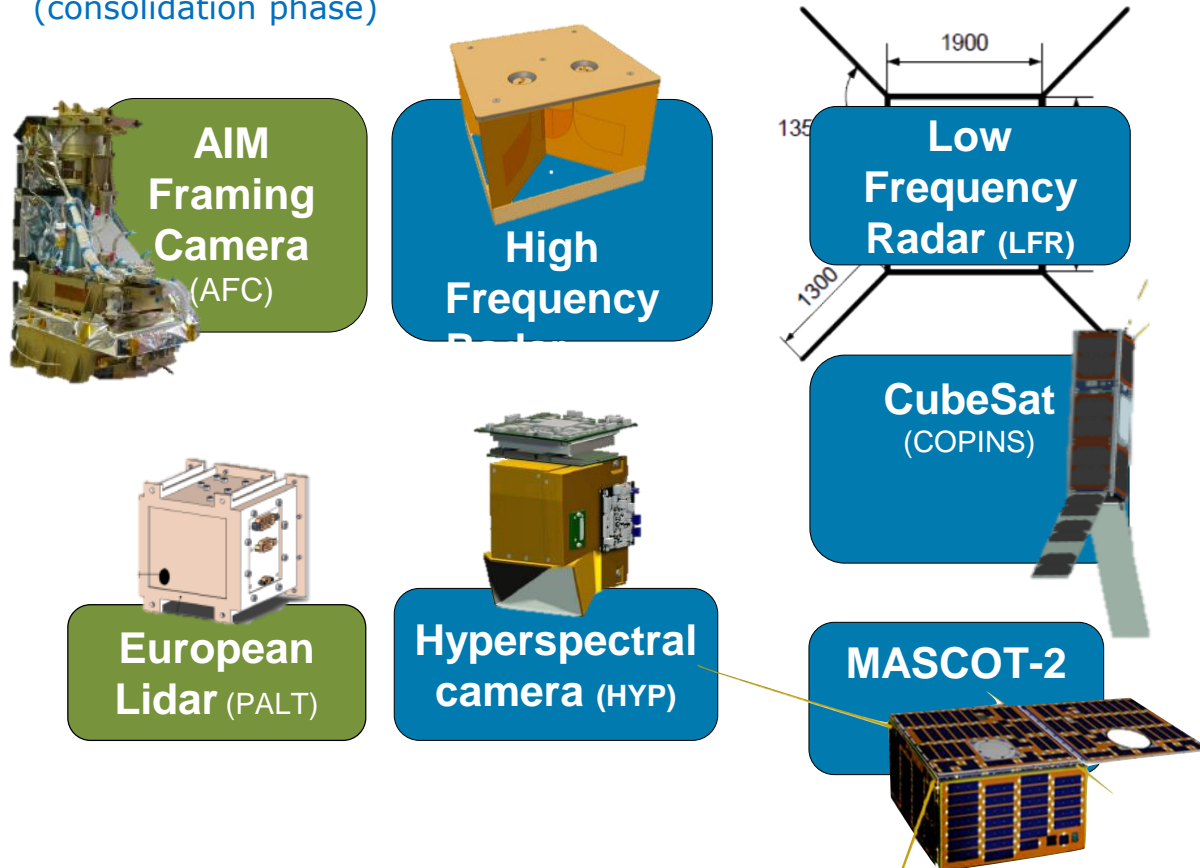 (consolidation phase)
AIM
Framing
Camera
(AFC)
High
Frequency
1900
1300
Low
Frequency
Radar (LFR)
CubeSat
(COPINS)
European
Lidar (PALT)
Hyperspectral
camera (HYP)
MASCOT-2